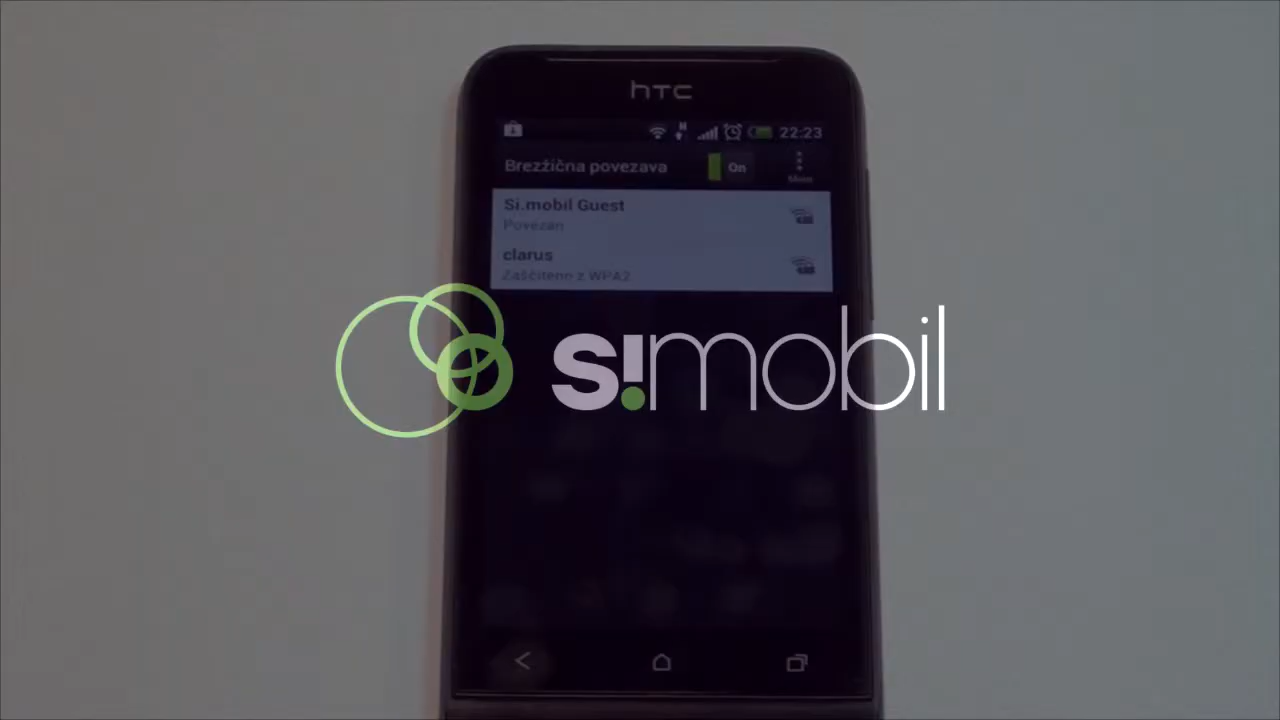 hTC
22:23
Brezžična povezava On
Si.mobil Guest
Povezan
clarus
Zaščiteno z WPA2
s!mobil